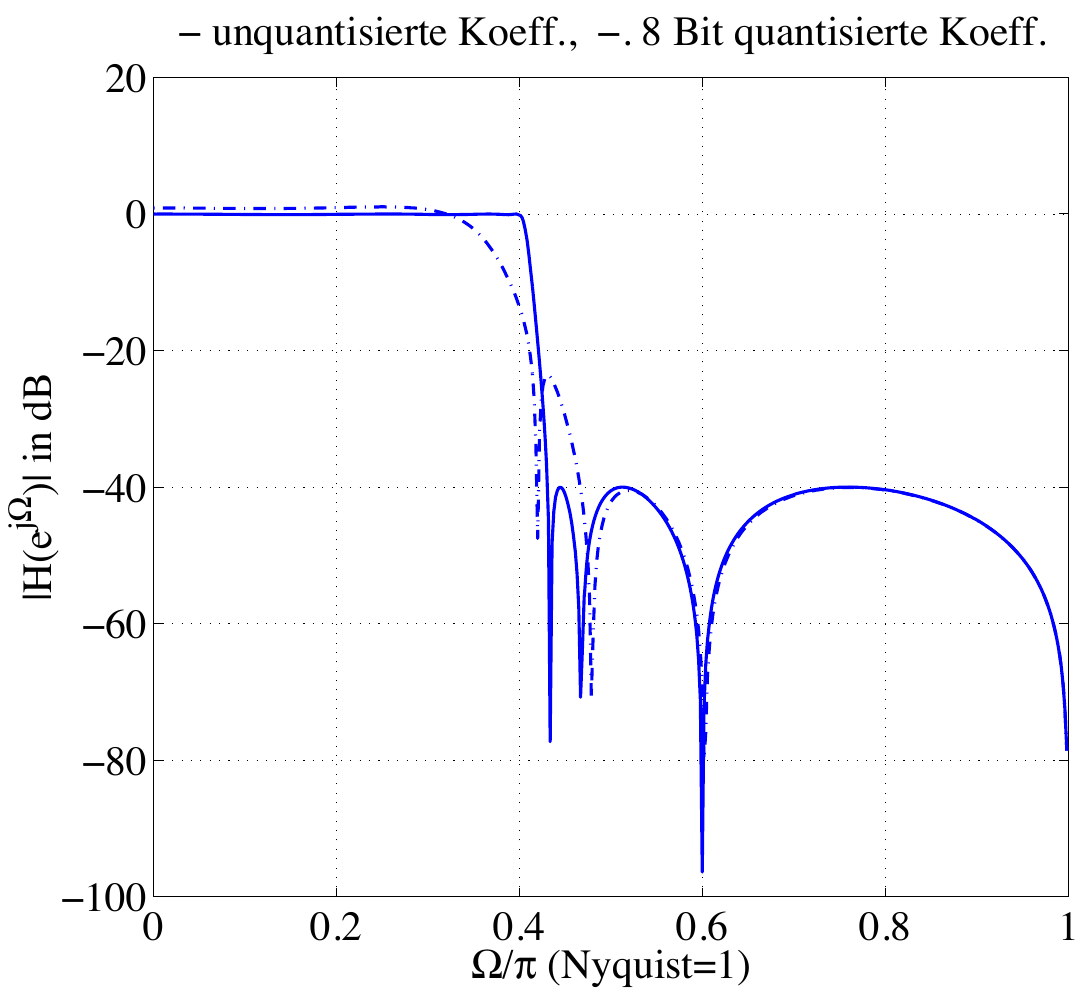 − unquantisierte Koeff., −. 8 Bit quantisierte Koeff.
20
0
−20
−40
−60
−80
−100
|H(e^{jΩ})| in dB
0 0.2 0.4 0.6 0.8 1
Ω/π (Nyquist=1)